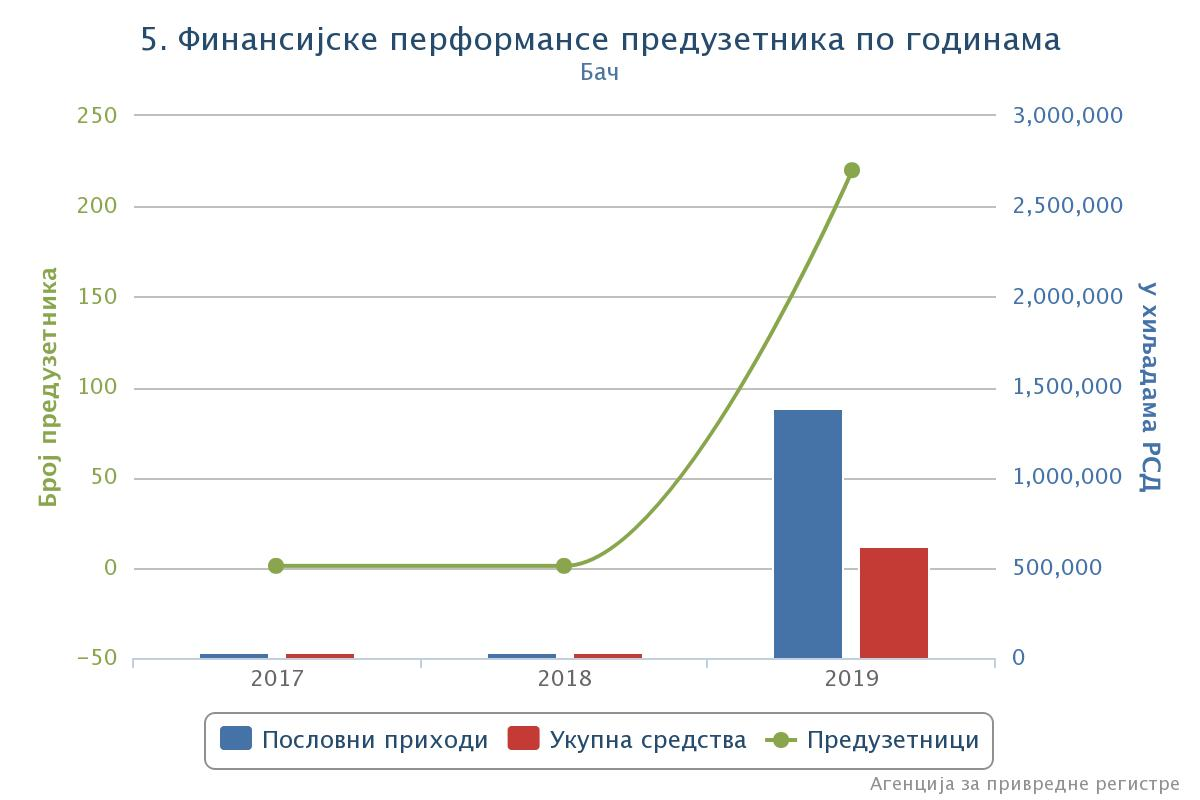 5. Финансијске перформансе предузетника по годинама
Бач
Број предузетника
250
200
150
100
50
0
−50
3,000,000
2,500,000
2,000,000
1,500,000
1,000,000
500,000
0
у хиљадама РСД
2017 2018 2019
Пословни приходи Укупна средства Предузетници
Агенција за привредне регистре